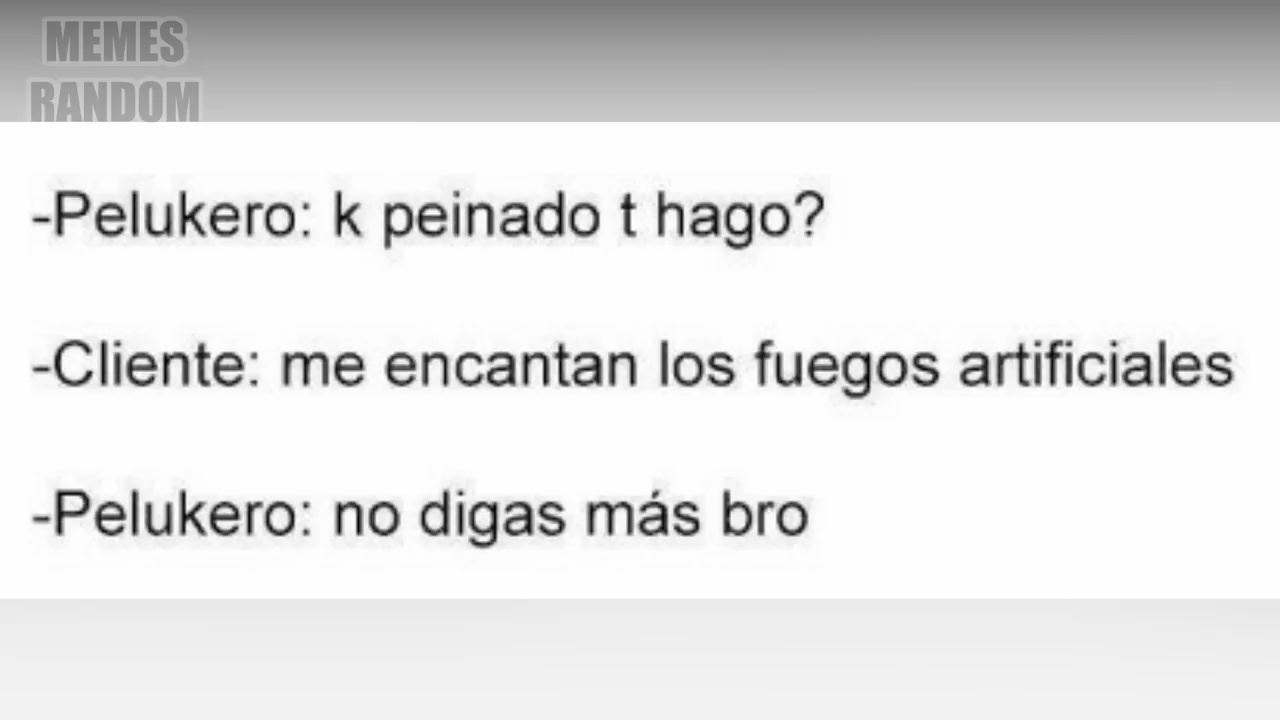 MEMES
RANDOM
-Pelukero: k peinado t hago?
-Cliente: me encantan los fuegos artificiales
-Pelukero: no digas más bro